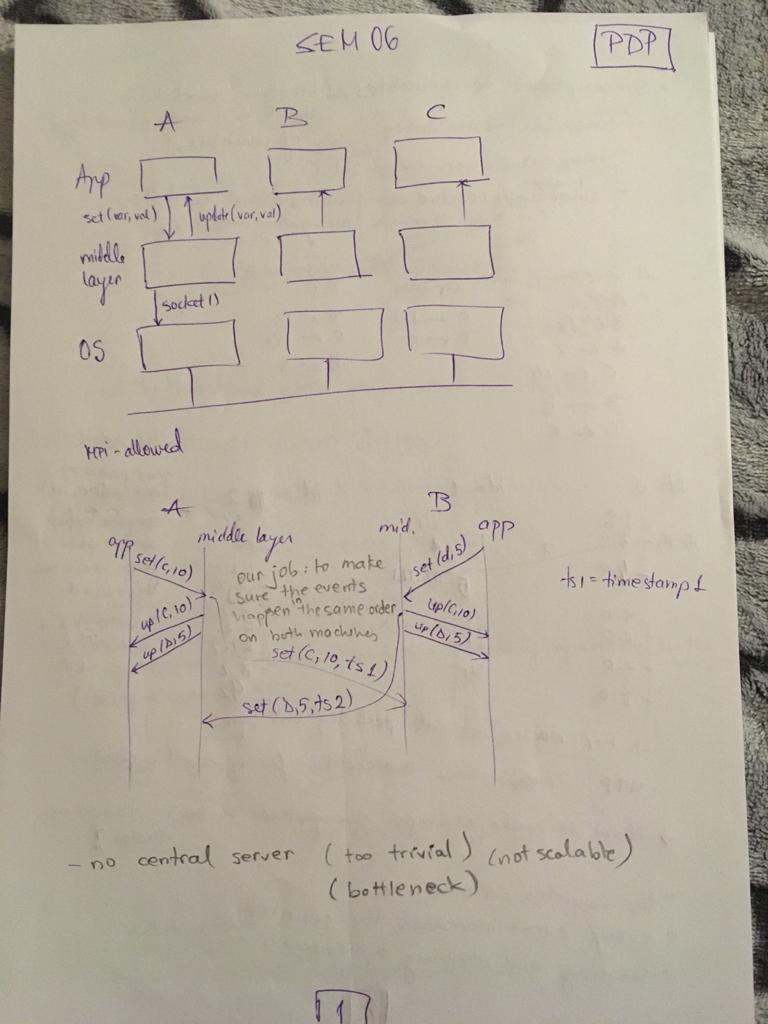 SEM 06
PDP
A B C
App
set(var,val) update(var,val)
middle
layer
socket()
OS
MPI - allowed
A B
app middle layer mid. app
set(C,10) set(d,5)
our job: to make
sure the events
happen in the same order
on both machines
ts1 = timestamp 1
up(C,10) up(C,10)
up(D,5) up(D,5)
set(C,10,ts1)
set(D,5,ts2)
- no central server (too trivial) (not scalable)
(bottleneck)
1